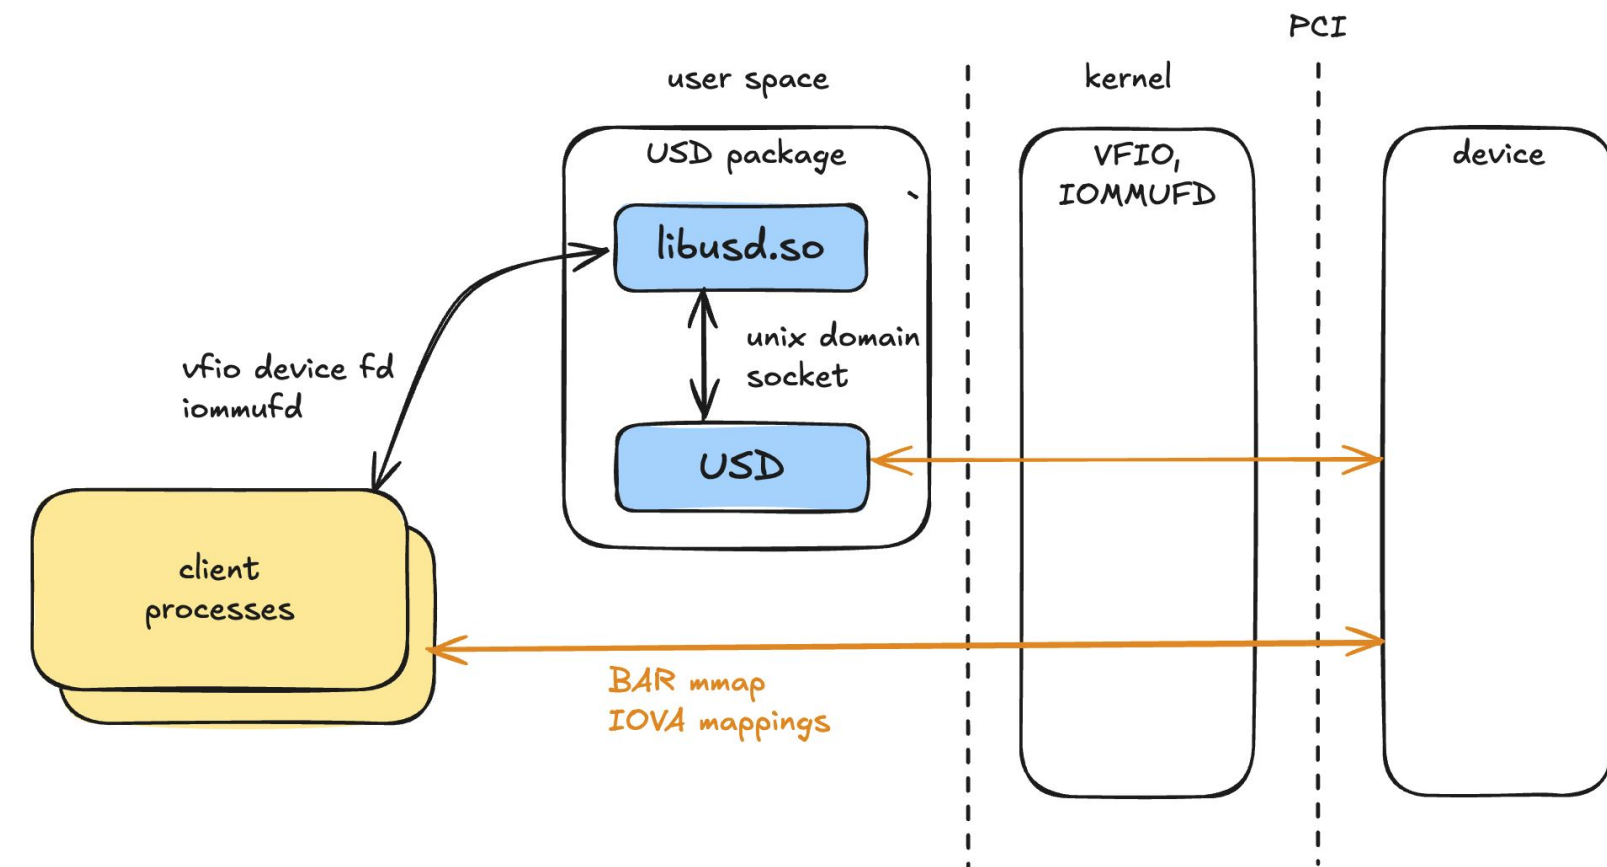 PCI
user space
kernel
USD package
VFIO,
IOMMUFD
device
libusd.so
unix domain
socket
vfio device fd
iommufd
USD
client
processes
BAR mmap
IOVA mappings